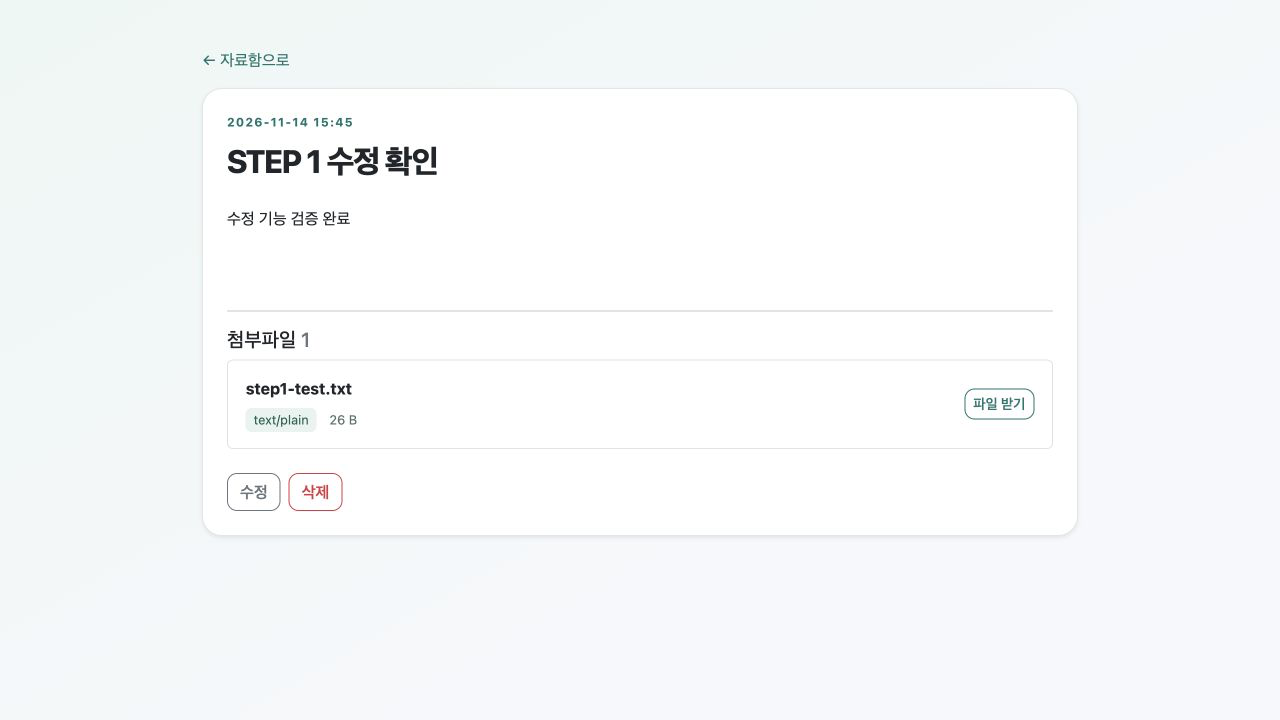 ← 자료함으로
2026-11-14 15:45
STEP 1 수정 확인
수정 기능 검증 완료
첨부파일 1
step1-test.txt
text/plain 26 B
파일 받기
수정 삭제